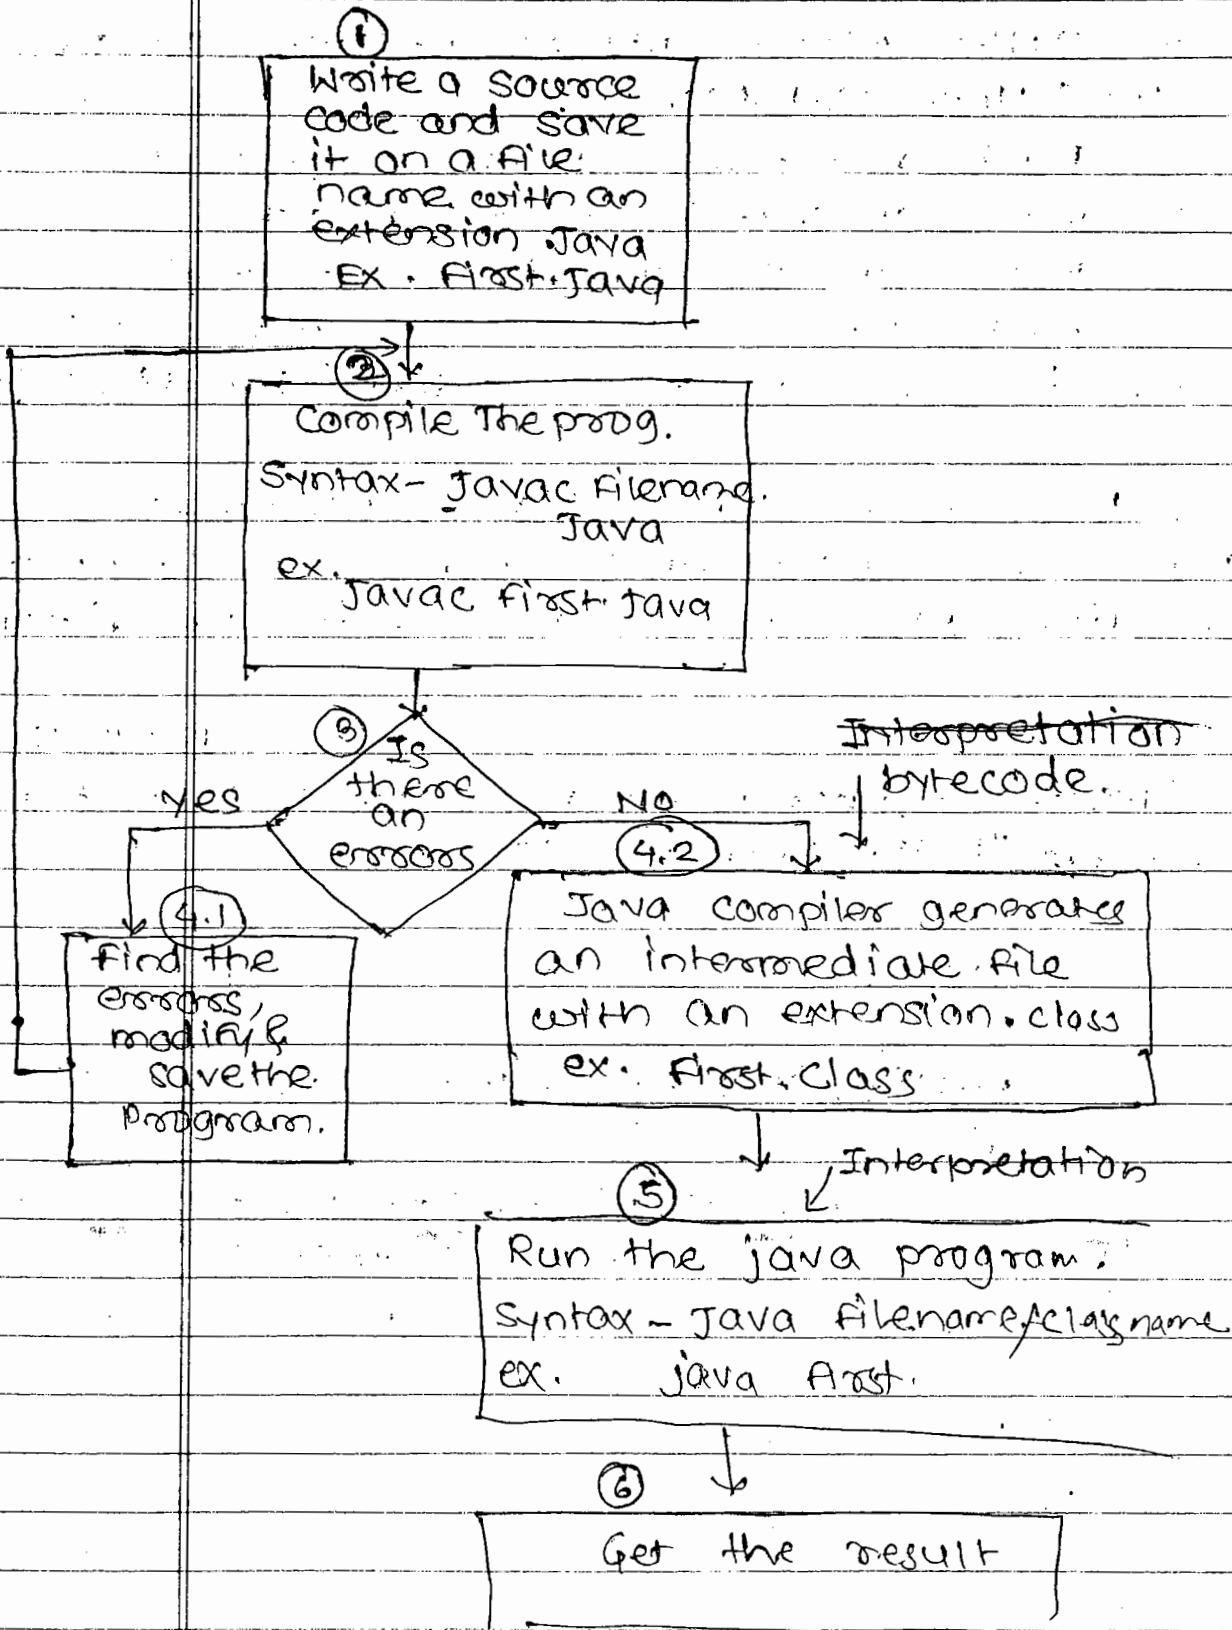 1
Write a source
code and save
it on a file
name with an
extension .Java
Ex. First.Java
2
Compile The prog.
Syntax - Javac Filename.
Java
ex.
Javac first.Java
3
Is
there
an
errors
Yes
No
Interpretation
bytecode.
4.1
Find the
errors,
modify &
save the
program.
4.2
Java compiler generates
an intermediate file
with an extension.class
ex. First.Class
Interpretation
5
Run the java program.
Syntax - Java filename/classname
ex. java first.
6
Get the result